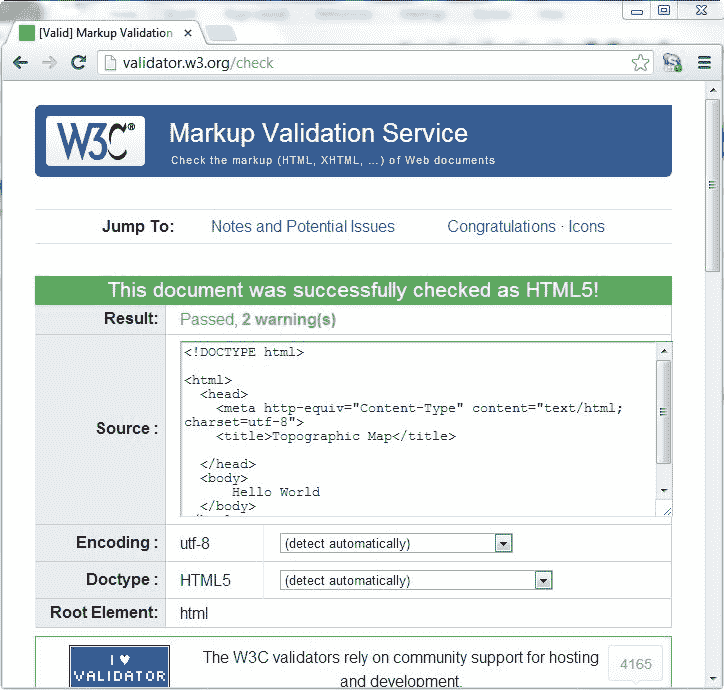 [Valid] Markup Validation
validator.w3.org/check
W3C® Markup Validation Service
Check the markup (HTML, XHTML, …) of Web documents
Jump To: Notes and Potential Issues Congratulations · Icons
This document was successfully checked as HTML5!
Result: Passed, 2 warning(s)
Source :
<!DOCTYPE html>
<html>
<head>
<meta http-equiv="Content-Type" content="text/html;
charset=utf-8">
<title>Topographic Map</title>
</head>
<body>
Hello World
</body>
Encoding : utf-8 (detect automatically)
Doctype : HTML5 (detect automatically)
Root Element: html
I ♥
VALIDATOR
The W3C validators rely on community support for hosting
and development.
4165